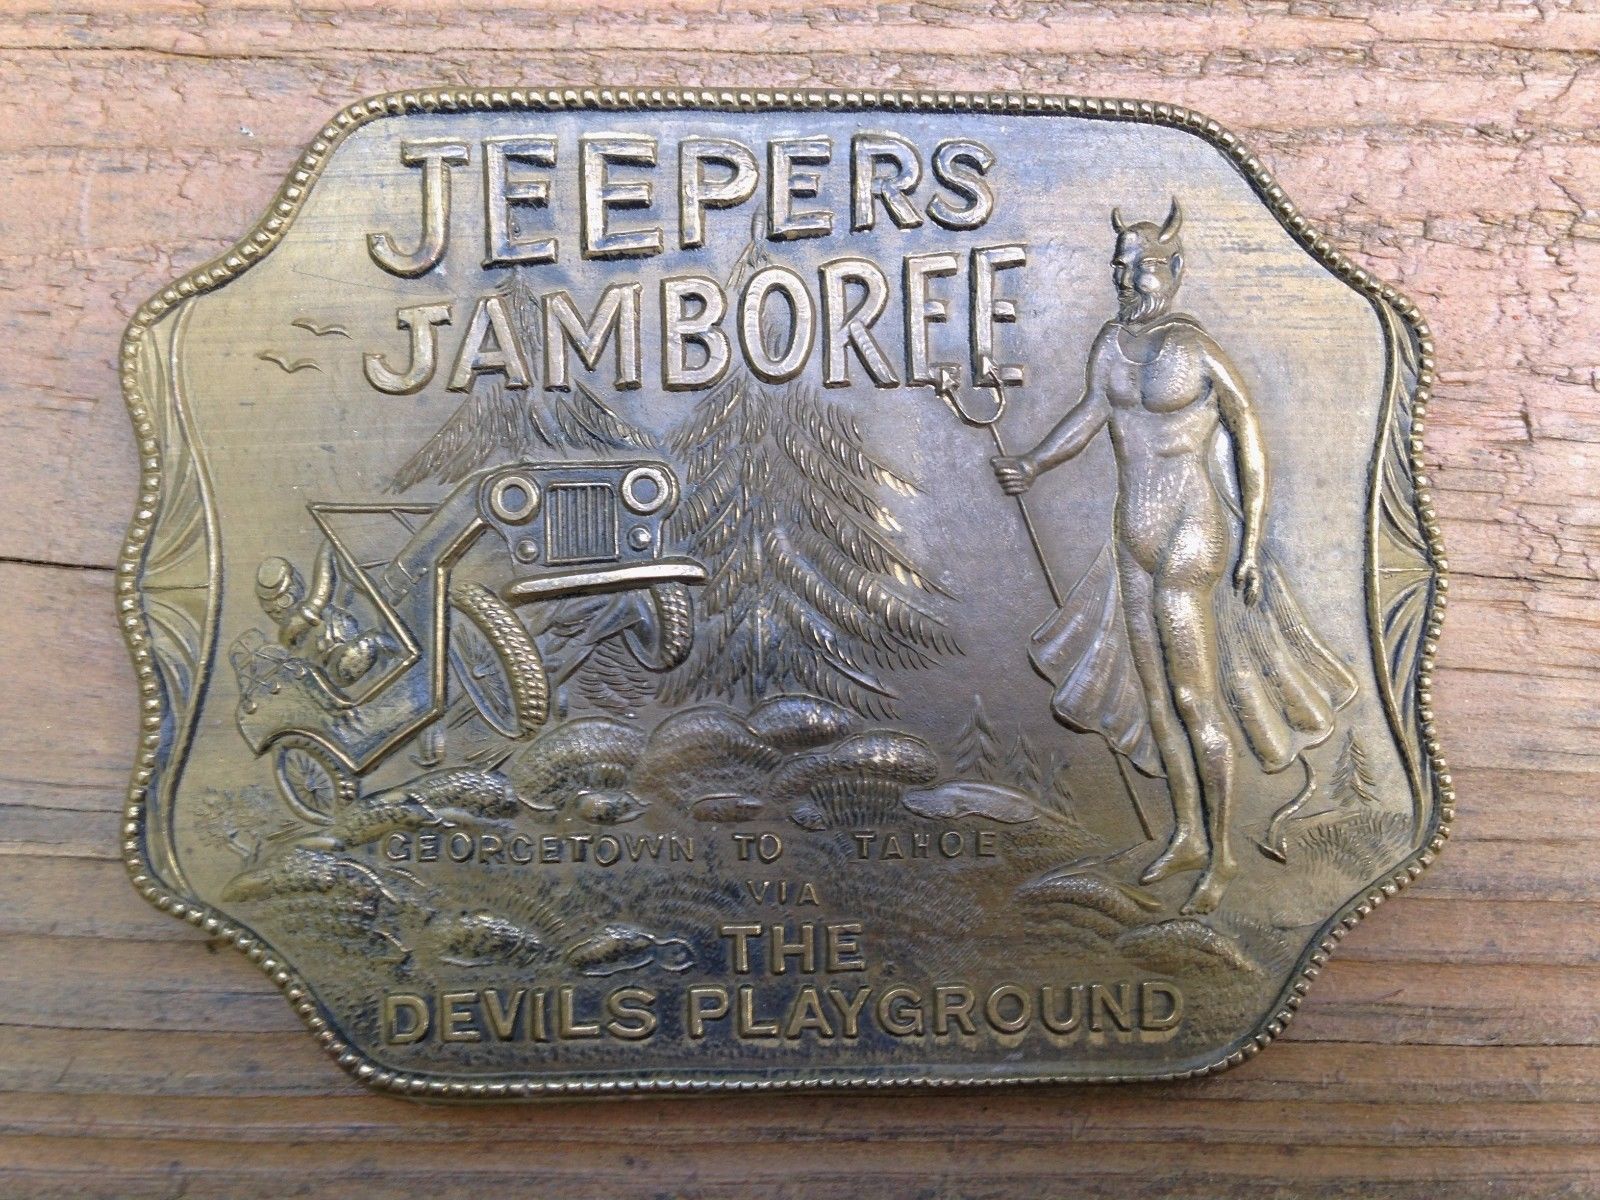 JEEPERS
JAMBOREE
GEORGETOWN TO TAHOE
VIA
THE
DEVILS PLAYGROUND